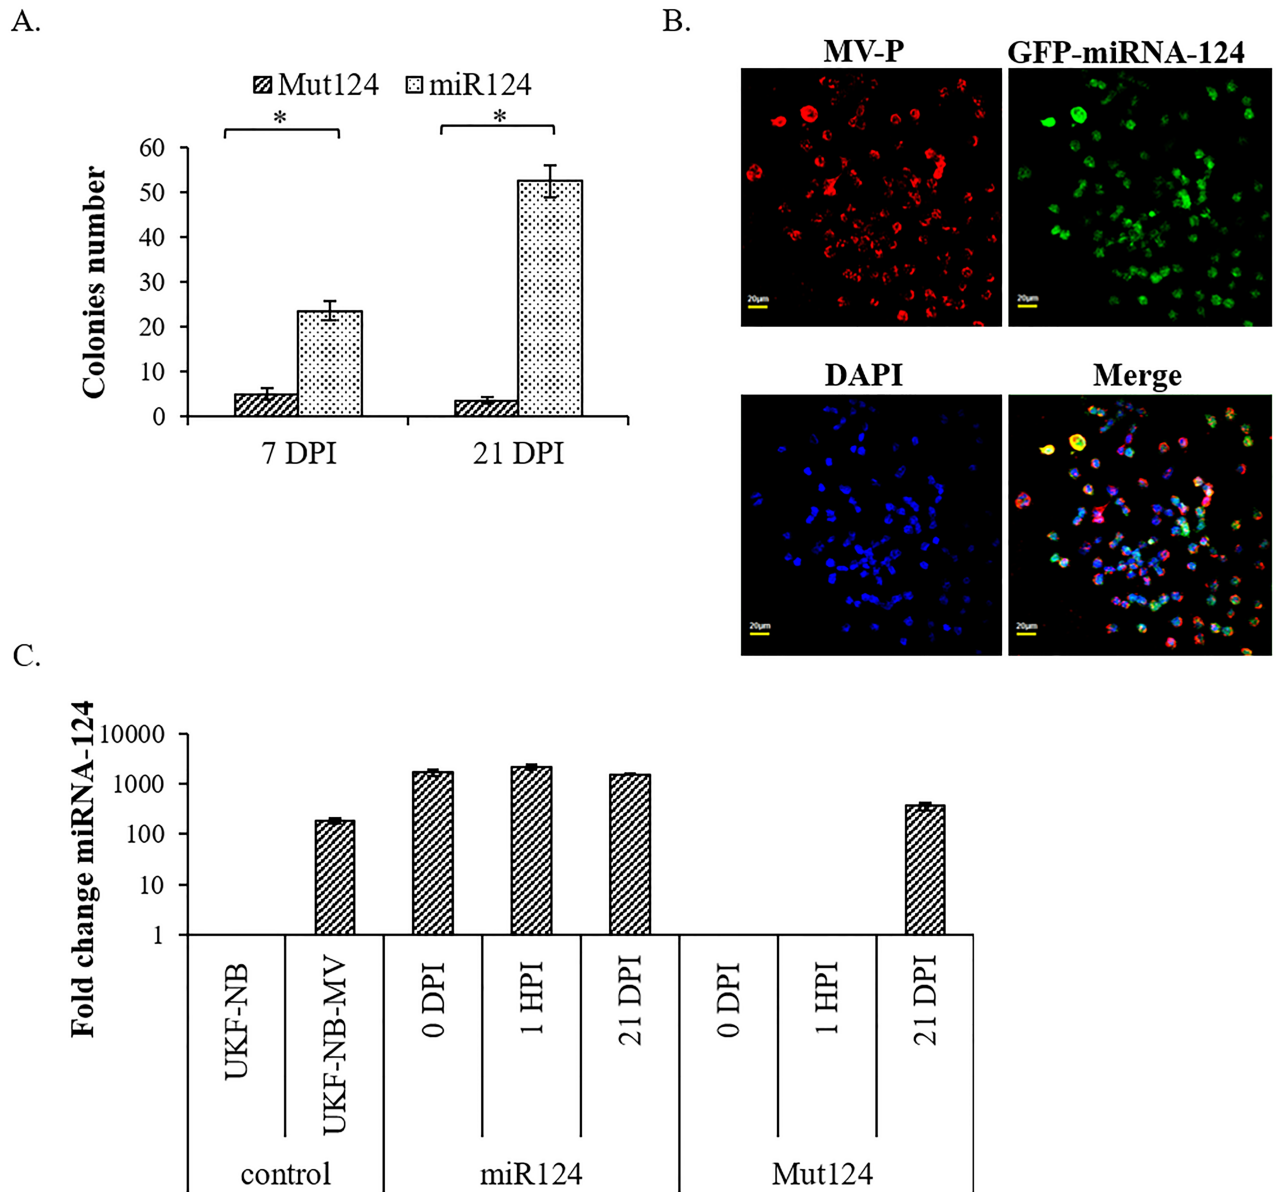 A.
Mut124 miR124
*
*
Colonies number
60
50
40
30
20
10
0
7 DPI
21 DPI
B.
MV-P
GFP-miRNA-124
20µm
20µm
DAPI
Merge
20µm
20µm
C.
Fold change miRNA-124
10000
1000
100
10
1
UKF-NB
UKF-NB-MV
0 DPI
1 HPI
21 DPI
0 DPI
1 HPI
21 DPI
control
miR124
Mut124